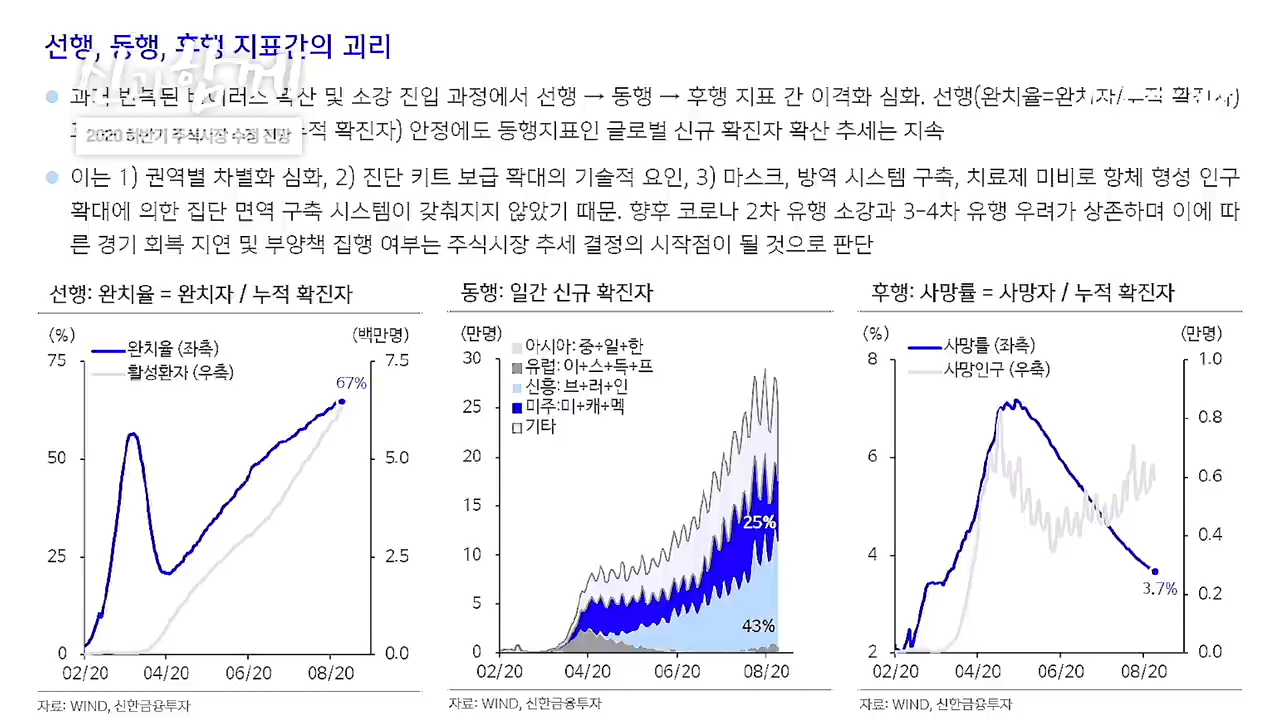 선행, 동행, 후행 지표간의 괴리
신과함께
과거 반복된 바이러스 확산 및 소강 진입 과정에서 선행 → 동행 → 후행 지표 간 이격화 심화. 선행(완치율=완치자/누적 확진자)
2020 하반기 주식시장 수정 전망
누적 확진자) 안정에도 동행지표인 글로벌 신규 확진자 확산 추세는 지속
이는 1) 권역별 차별화 심화, 2) 진단 키트 보급 확대의 기술적 요인, 3) 마스크, 방역 시스템 구축, 치료제 미비로 항체 형성 인구
확대에 의한 집단 면역 구축 시스템이 갖춰지지 않았기 때문. 향후 코로나 2차 유행 소강과 3-4차 유행 우려가 상존하며 이에 따
른 경기 회복 지연 및 부양책 집행 여부는 주식시장 추세 결정의 시작점이 될 것으로 판단
선행: 완치율 = 완치자 / 누적 확진자
(%)
(백만명)
완치율 (좌축)
활성환자 (우축)
67%
75
50
25
0
7.5
5.0
2.5
0.0
02/20 04/20 06/20 08/20
자료: WIND, 신한금융투자
동행: 일간 신규 확진자
(만명)
아시아: 중+일+한
유럽: 이+스+독+프
신흥: 브+러+인
미주:미+캐+멕
기타
30
25
20
15
10
5
0
25%
43%
02/20 04/20 06/20 08/20
자료: WIND, 신한금융투자
후행: 사망률 = 사망자 / 누적 확진자
(%)
(만명)
사망률 (좌축)
사망인구 (우축)
8
6
4
2
1.0
0.8
0.6
0.4
0.2
0.0
3.7%
02/20 04/20 06/20 08/20
자료: WIND, 신한금융투자